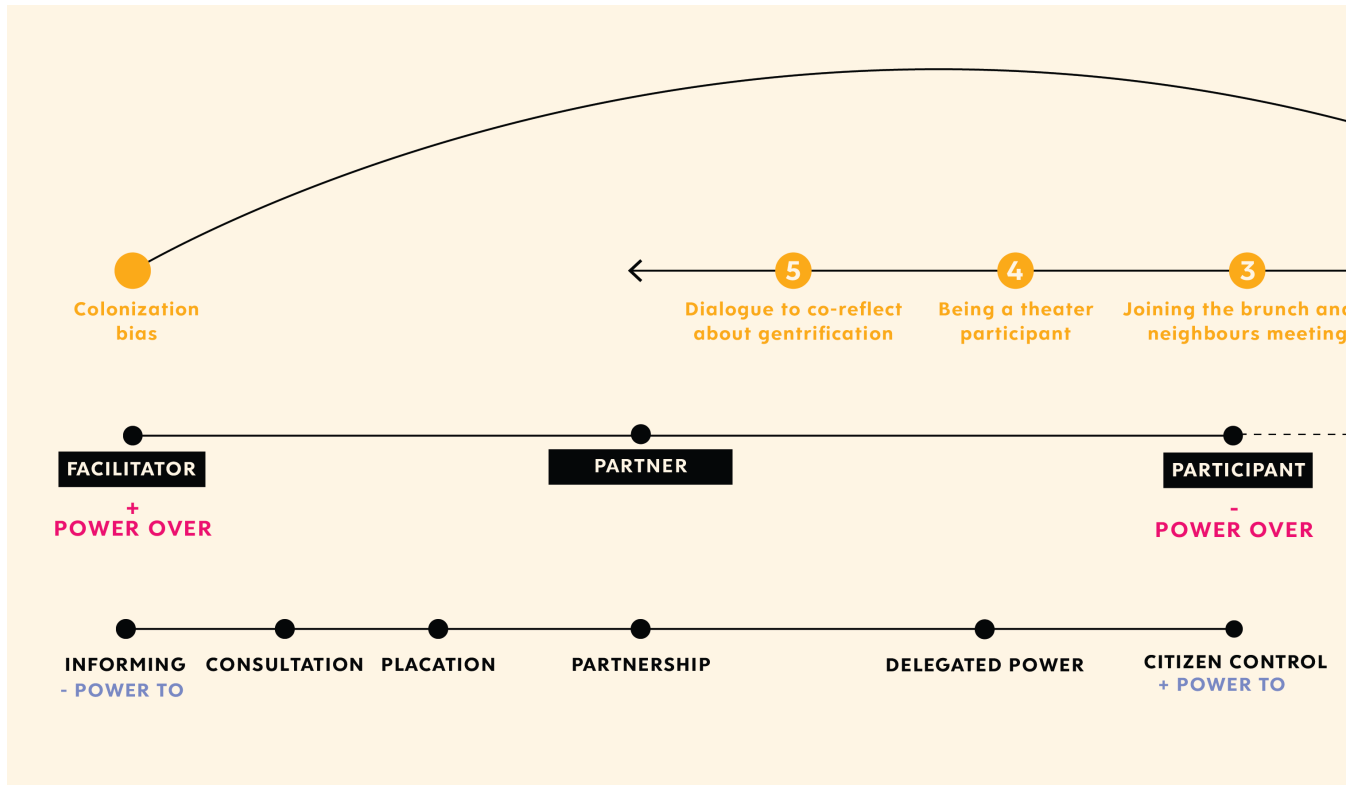 5
4
3
Colonization
bias
Dialogue to co-reflect
about gentrification
Being a theater
participant
Joining the brunch and
neighbours meeting
FACILITATOR
PARTNER
PARTICIPANT
+
POWER OVER
-
POWER OVER
INFORMING
- POWER TO
CONSULTATION
PLACATION
PARTNERSHIP
DELEGATED POWER
CITIZEN CONTROL
+ POWER TO